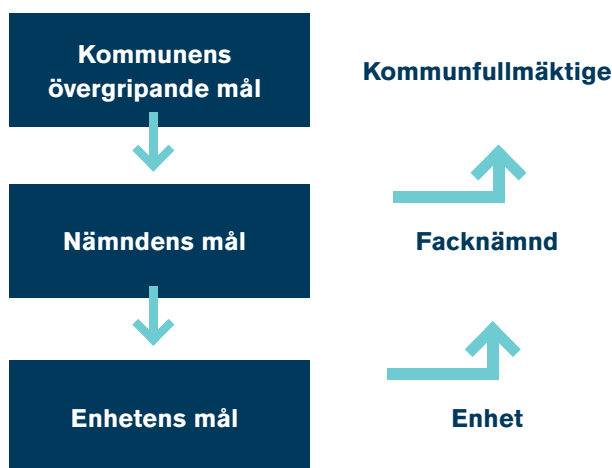 Kommunens
övergripande mål
Kommunfullmäktige
Nämndens mål
Facknämnd
Enhetens mål
Enhet